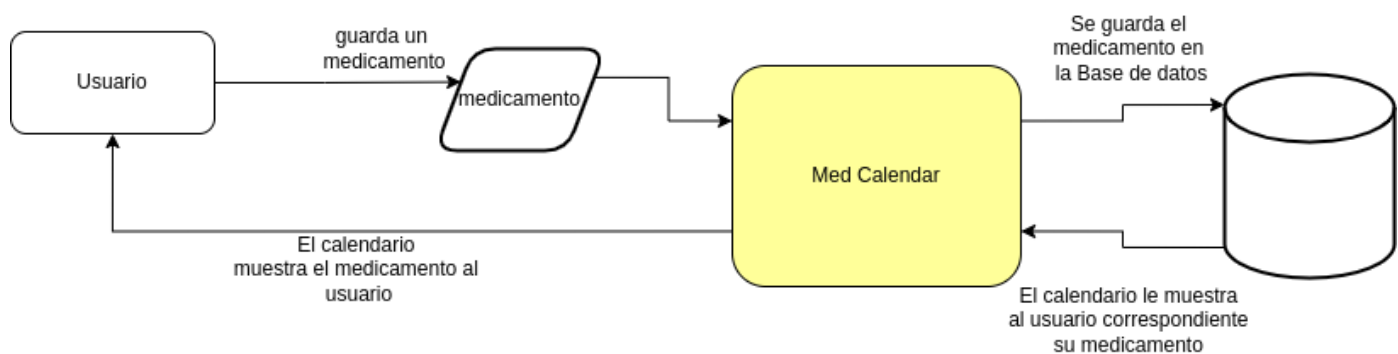 Usuario
guarda un
medicamento
medicamento
Med Calendar
Se guarda el
medicamento en
la Base de datos
El calendario
muestra el medicamento al
usuario
El calendario le muestra
al usuario correspondiente
su medicamento